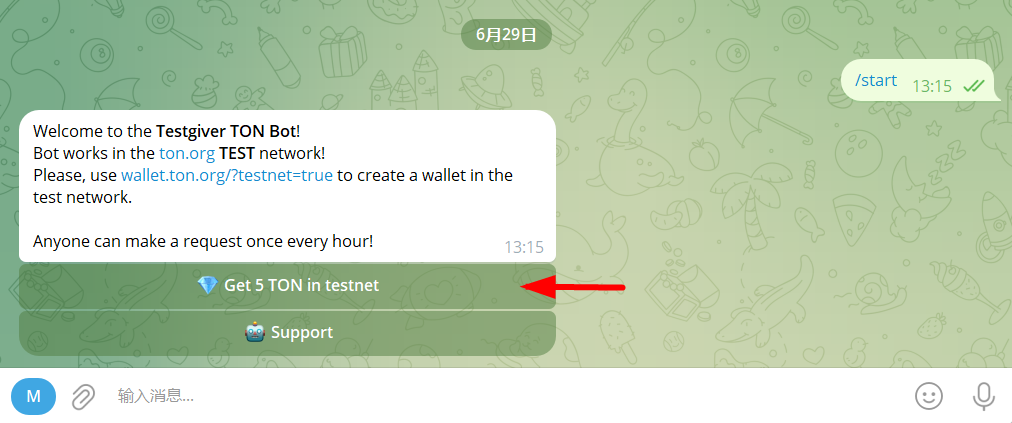 6月29日
/start 13:15
Welcome to the Testgiver TON Bot!
Bot works in the ton.org TEST network!
Please, use wallet.ton.org/?testnet=true to create a wallet in the
test network.
Anyone can make a request once every hour!
13:15
Get 5 TON in testnet
Support
M
输入消息...